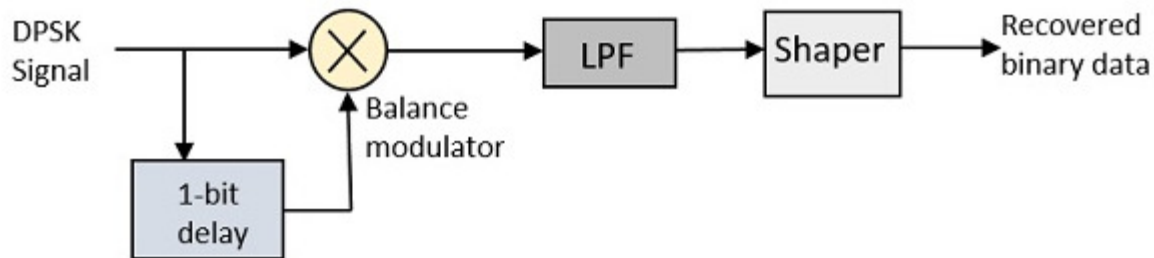 DPSK
Signal
LPF
Shaper
Recovered
binary data
Balance
modulator
1-bit
delay